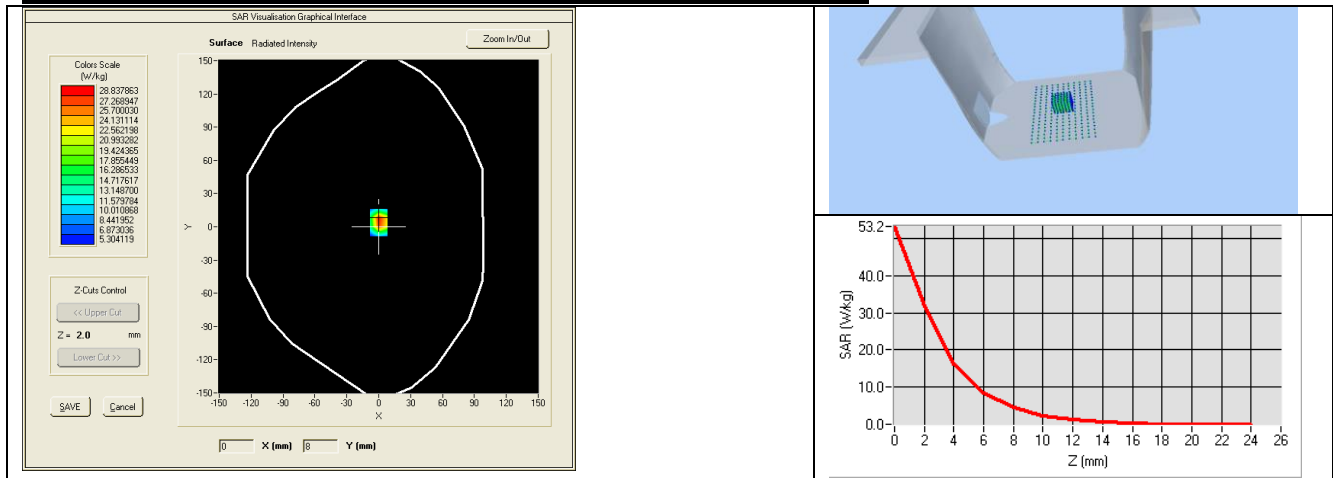 SAR Visualisation Graphical Interface
Surface Radiated Intensity
Zoom In/Out
Colors Scale
(W/kg)
28.837863
27.268947
25.700030
24.131114
22.562198
20.993282
19.424365
17.855449
16.286533
14.717617
13.148700
11.579784
10.010868
8.441952
6.873036
5.304119
Z-Cuts Control
<< Upper Cut
Z = 2.0 mm
Lower Cut >>
SAVE Cancel
150
120
90
60
30
0
-30
-60
-90
-120
-150
Y
-150 -120 -90 -60 -30 0 30 60 90 120 150
X
0 X (mm) 8 Y (mm)
53.2
40.0
30.0
20.0
10.0
0.0
SAR (W/kg)
0 2 4 6 8 10 12 14 16 18 20 22 24 26
Z (mm)